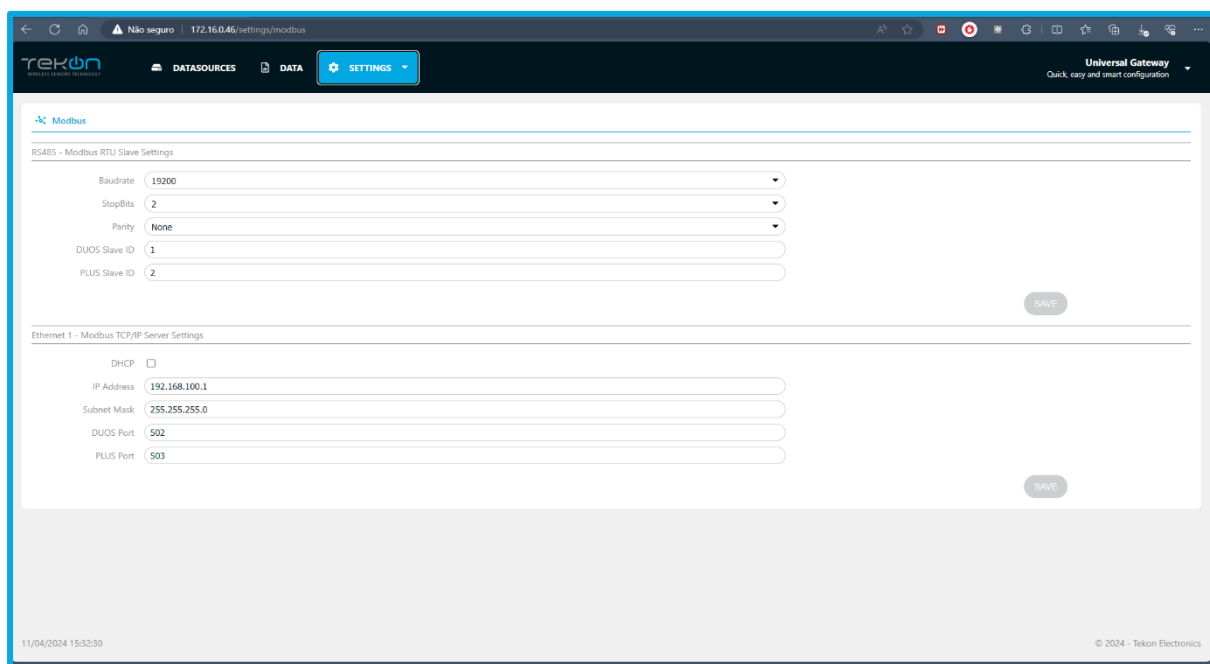 Não seguro 172.16.0.46/settings/modbus
TEKON
WIRELESS SENSORS TECHNOLOGY
DATASOURCES
DATA
SETTINGS
Universal Gateway
Quick, easy and smart configuration
Modbus
RS485 - Modbus RTU Slave Settings
Baudrate 19200
StopBits 2
Parity None
DUOS Slave ID 1
PLUS Slave ID 2
SAVE
Ethernet 1 - Modbus TCP/IP Server Settings
DHCP
IP Address 192.168.100.1
Subnet Mask 255.255.255.0
DUOS Port 502
PLUS Port 503
SAVE
11/04/2024 15:32:30
© 2024 - Tekon Electronics